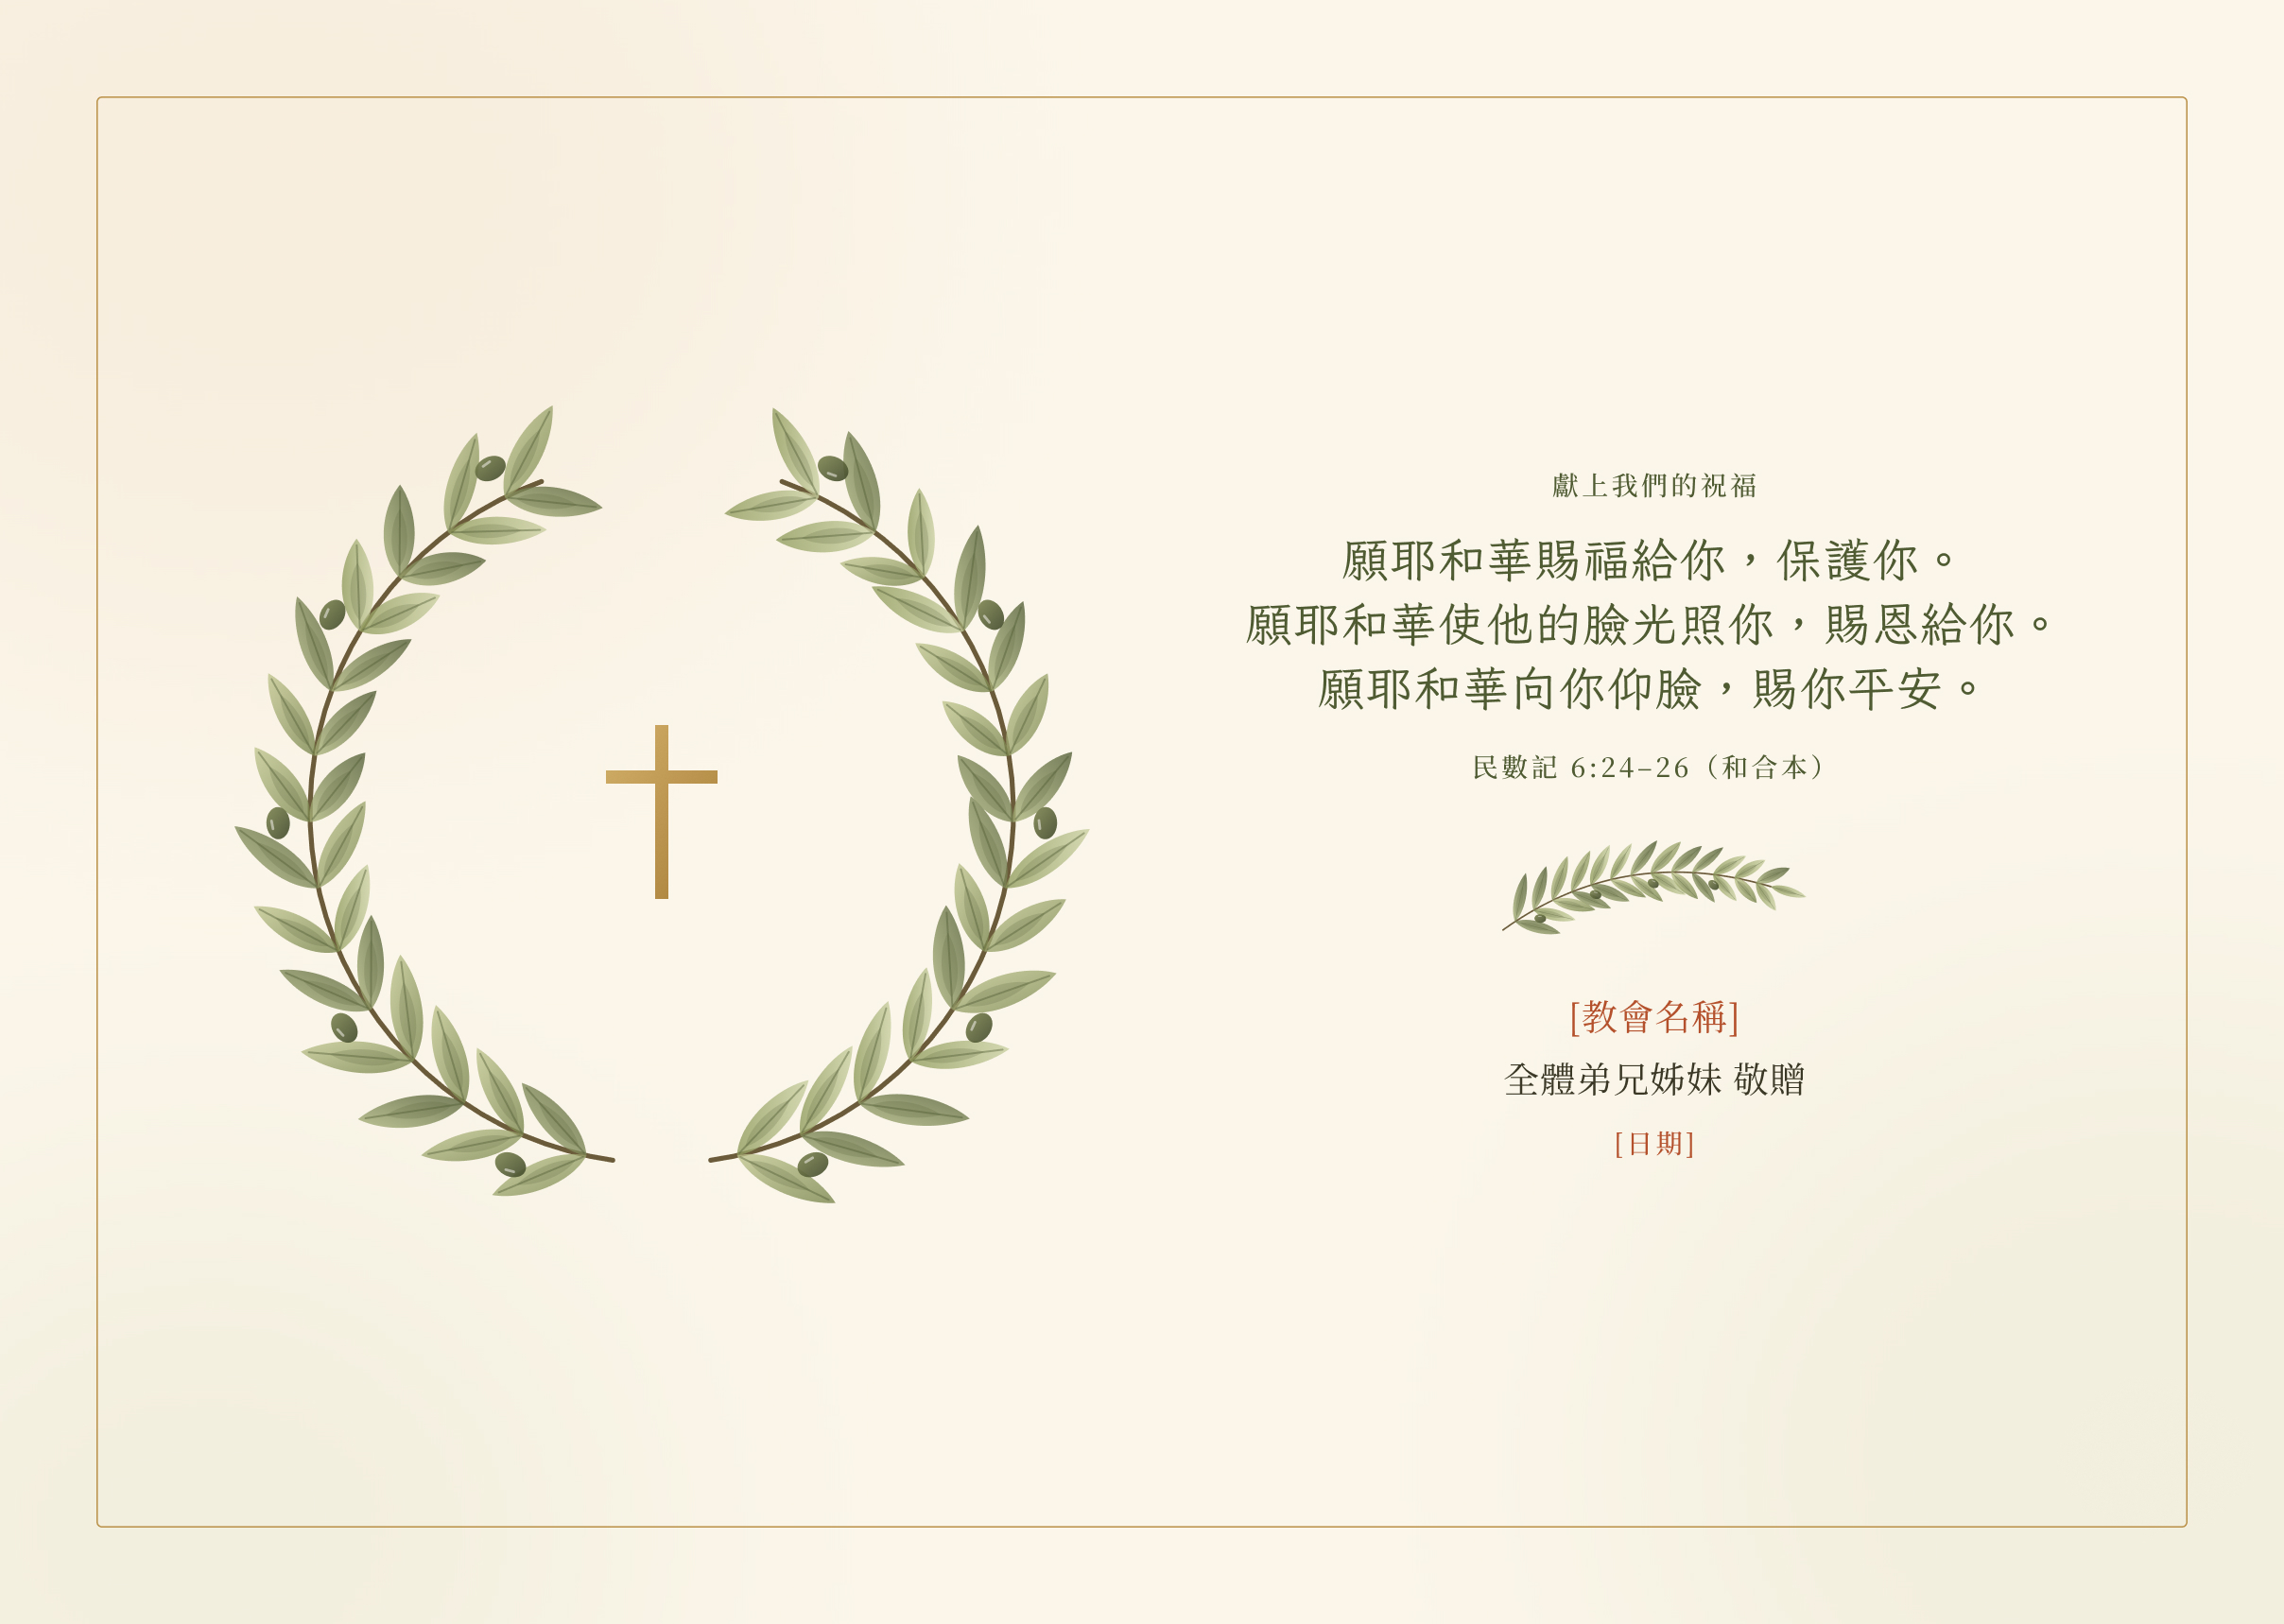 獻上我們的祝福
願耶和華賜福給你，保護你。
願耶和華使他的臉光照你，賜恩給你。
願耶和華向你仰臉，賜你平安。
民數記 6:24–26（和合本）
[教會名稱]
全體弟兄姊妹 敬贈
[日期]